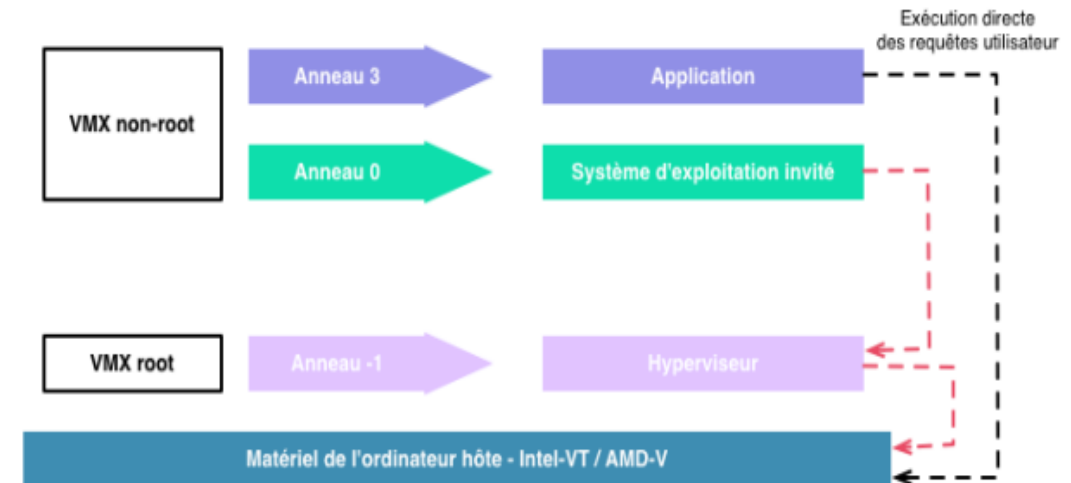 Exécution directe
des requêtes utilisateur
VMX non-root
Anneau 3
Application
Anneau 0
Système d'exploitation invité
VMX root
Anneau -1
Hyperviseur
Matériel de l'ordinateur hôte - Intel-VT / AMD-V